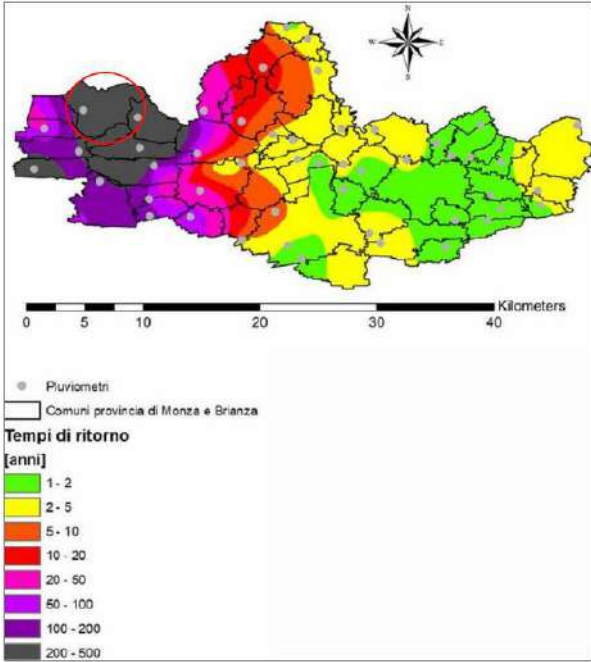 N
W
E
S
Kilometers
0 5 10 20 30 40
Pluviometri
Comuni provincia di Monza e Brianza
Tempi di ritorno
[anni]
1 - 2
2 - 5
5 - 10
10 - 20
20 - 50
50 - 100
100 - 200
200 - 500